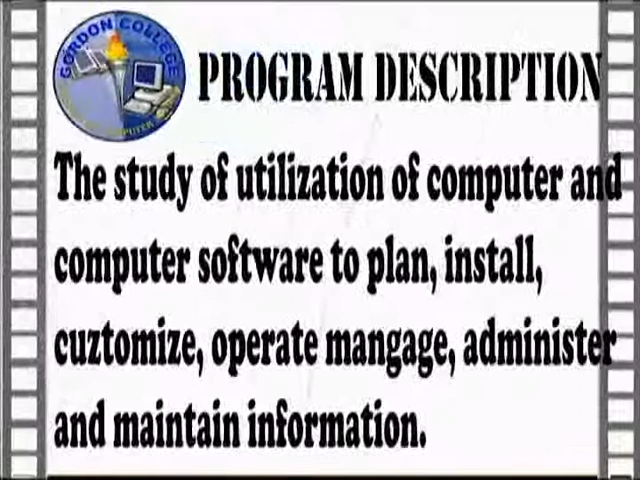 GORDON COLLEGE
PROGRAM DESCRIPTION
COMPUTER
The study of utilization of computer and
computer software to plan, install,
cuztomize, operate mangage, administer
and maintain information.